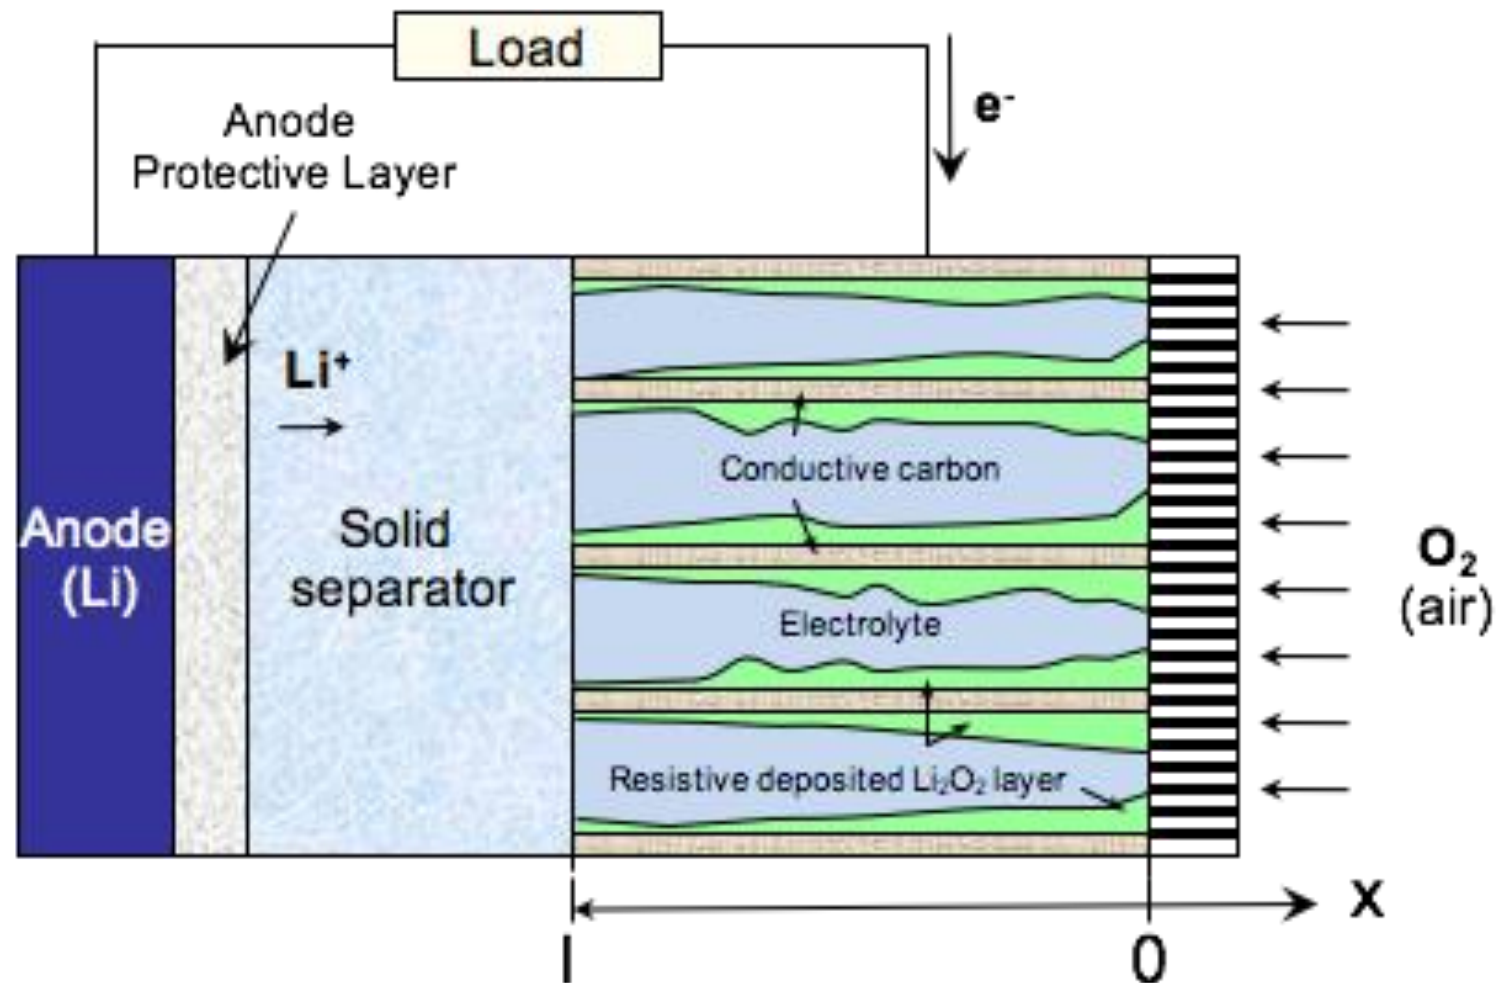 Load
e⁻
Anode
Protective Layer
Li⁺
Conductive carbon
Anode
(Li)
Solid
separator
O₂
(air)
Electrolyte
Resistive deposited Li₂O₂ layer
X
l
0